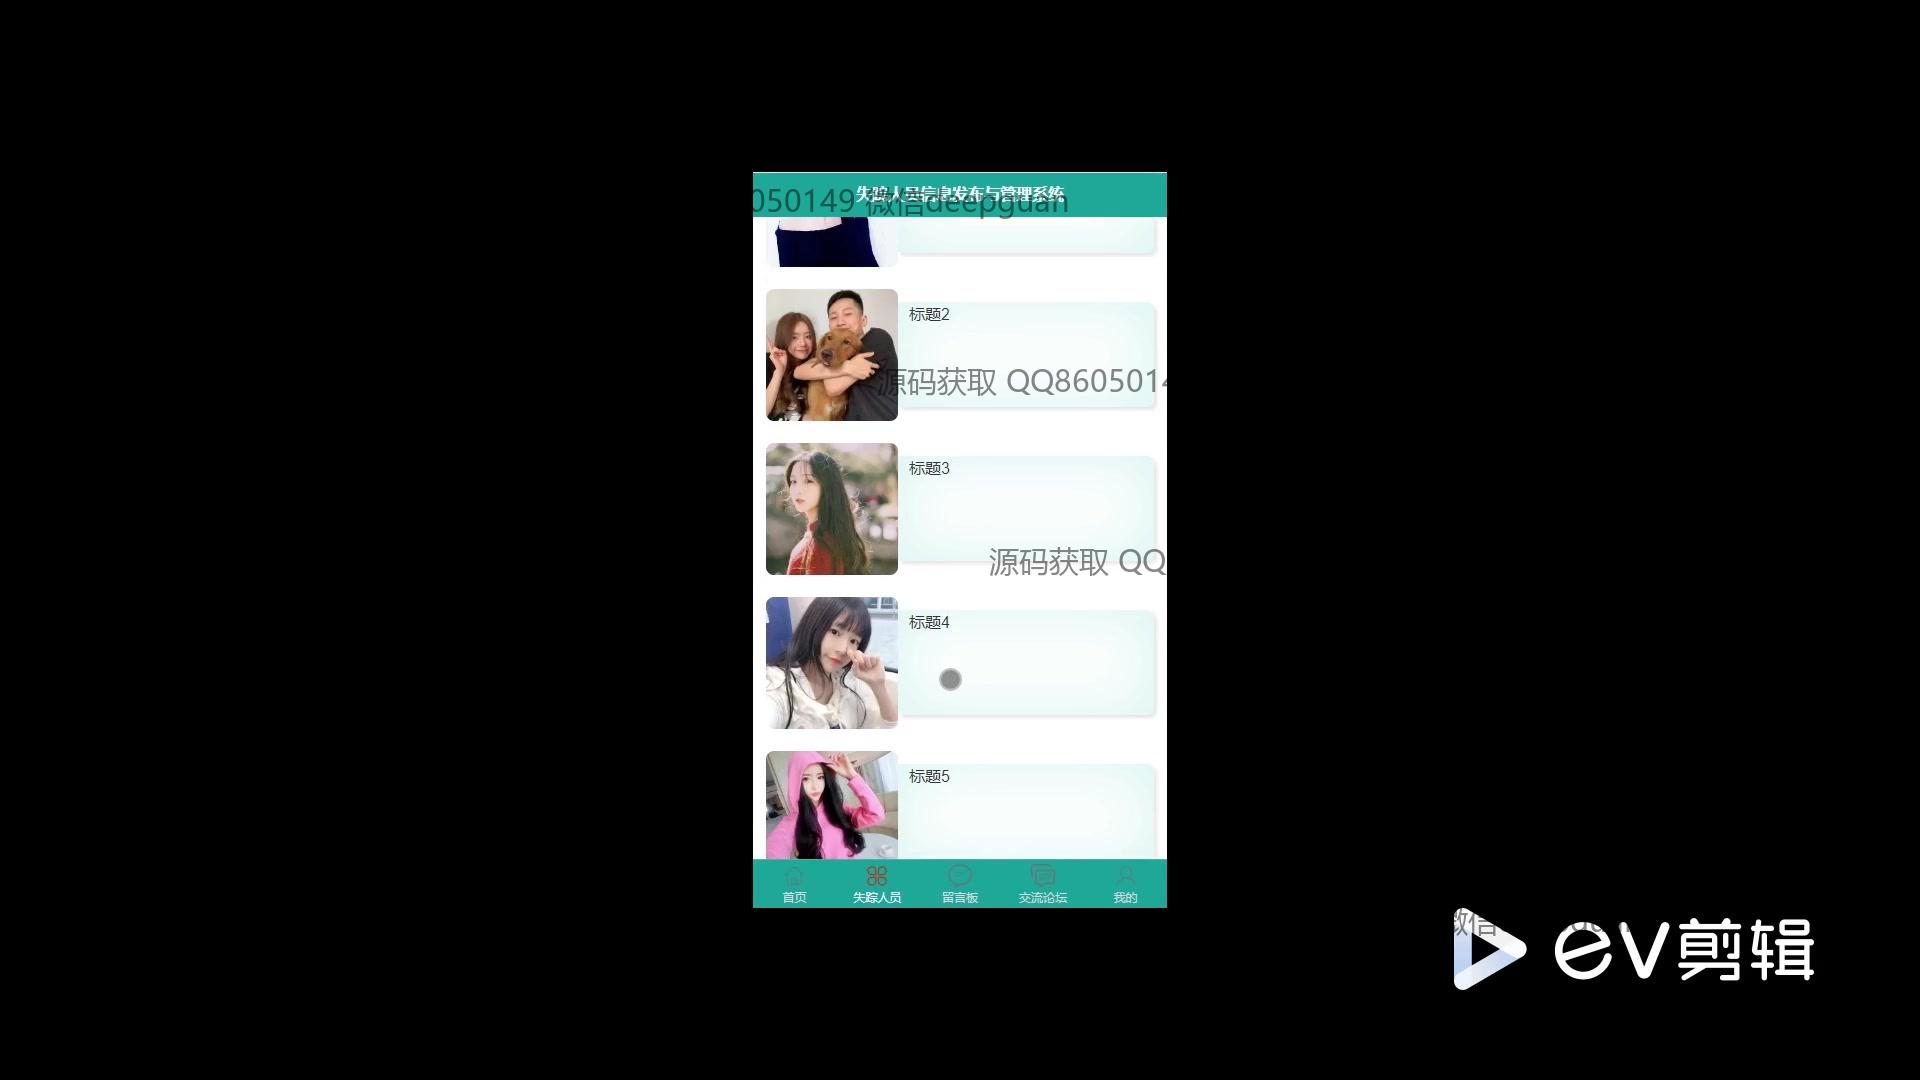 失踪人员信息发布与管理系统
050149 微信deepguan
标题2
源码获取 QQ8605014
标题3
源码获取 QQ
标题4
标题5
首页
失踪人员
留言板
交流论坛
我的
微信
ev剪辑